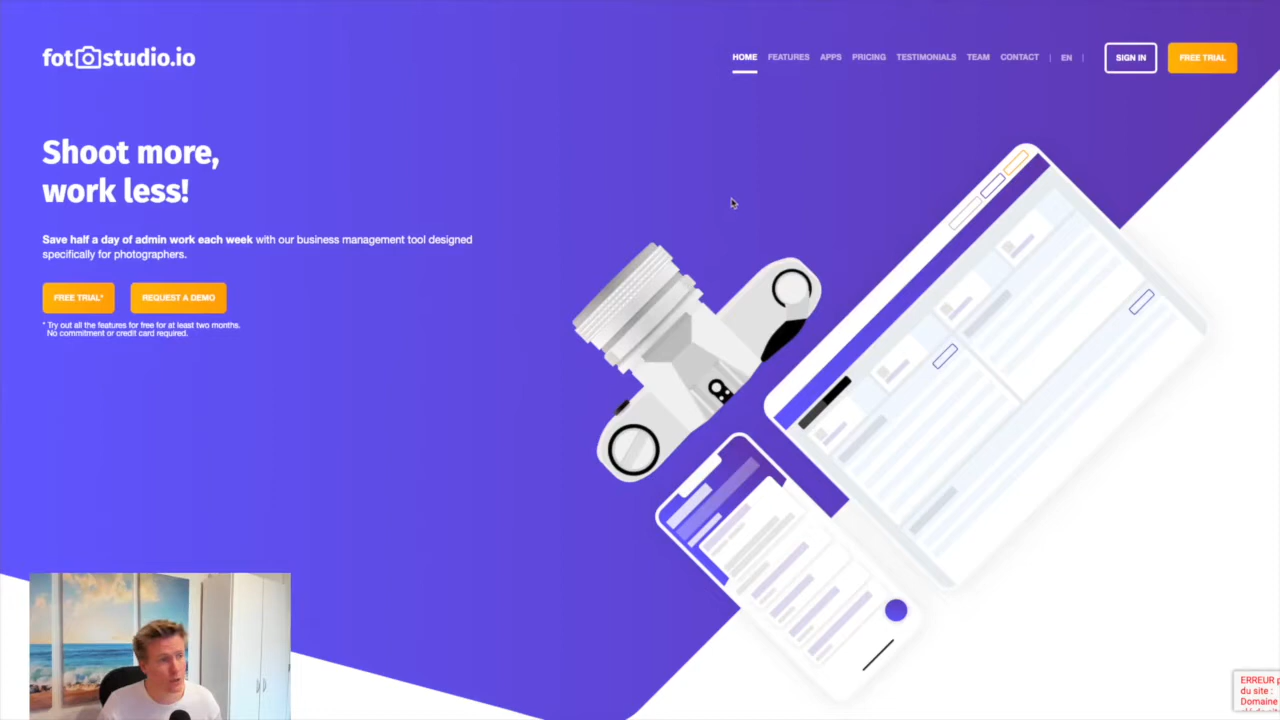 fotstudio.io
HOME FEATURES APPS PRICING TESTIMONIALS TEAM CONTACT | EN | SIGN IN FREE TRIAL
Shoot more,
work less!
Save half a day of admin work each week with our business management tool designed
specifically for photographers.
FREE TRIAL* REQUEST A DEMO
* Try out all the features for free for at least two months.
No commitment or credit card required.
ERREUR p
du site :
Domaine